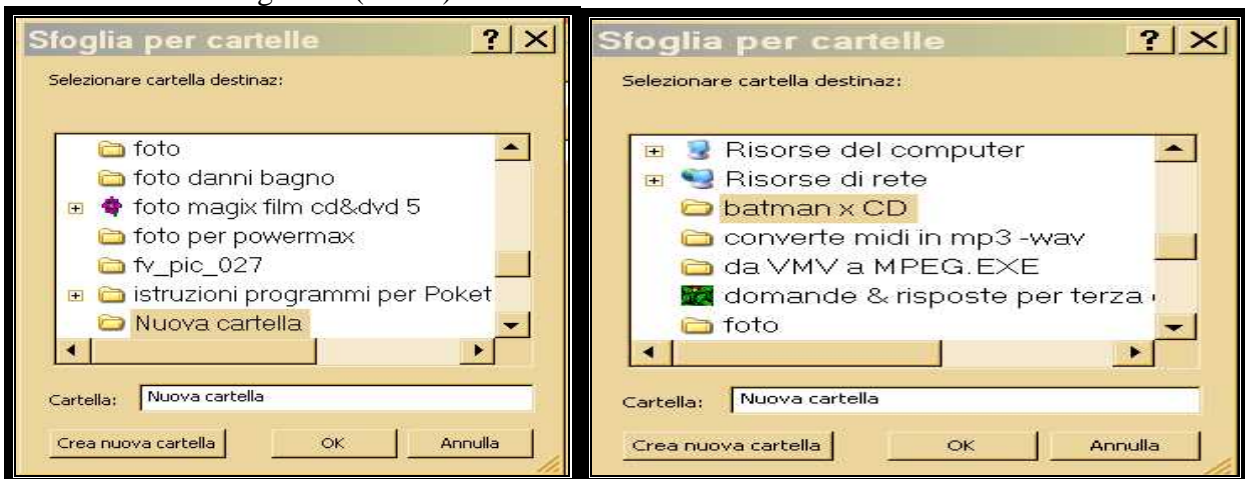 Sfoglia per cartelle ? X
Selezionare cartella destinaz:
foto
foto danni bagno
foto magix film cd&dvd 5
foto per powermax
fv_pic_027
istruzioni programmi per Poket
Nuova cartella
Cartella: Nuova cartella
Crea nuova cartella OK Annulla
Sfoglia per cartelle ? X
Selezionare cartella destinaz:
Risorse del computer
Risorse di rete
batman x CD
converte midi in mp3 -wav
da VMV a MPEG.EXE
domande & risposte per terza
foto
Cartella: Nuova cartella
Crea nuova cartella OK Annulla